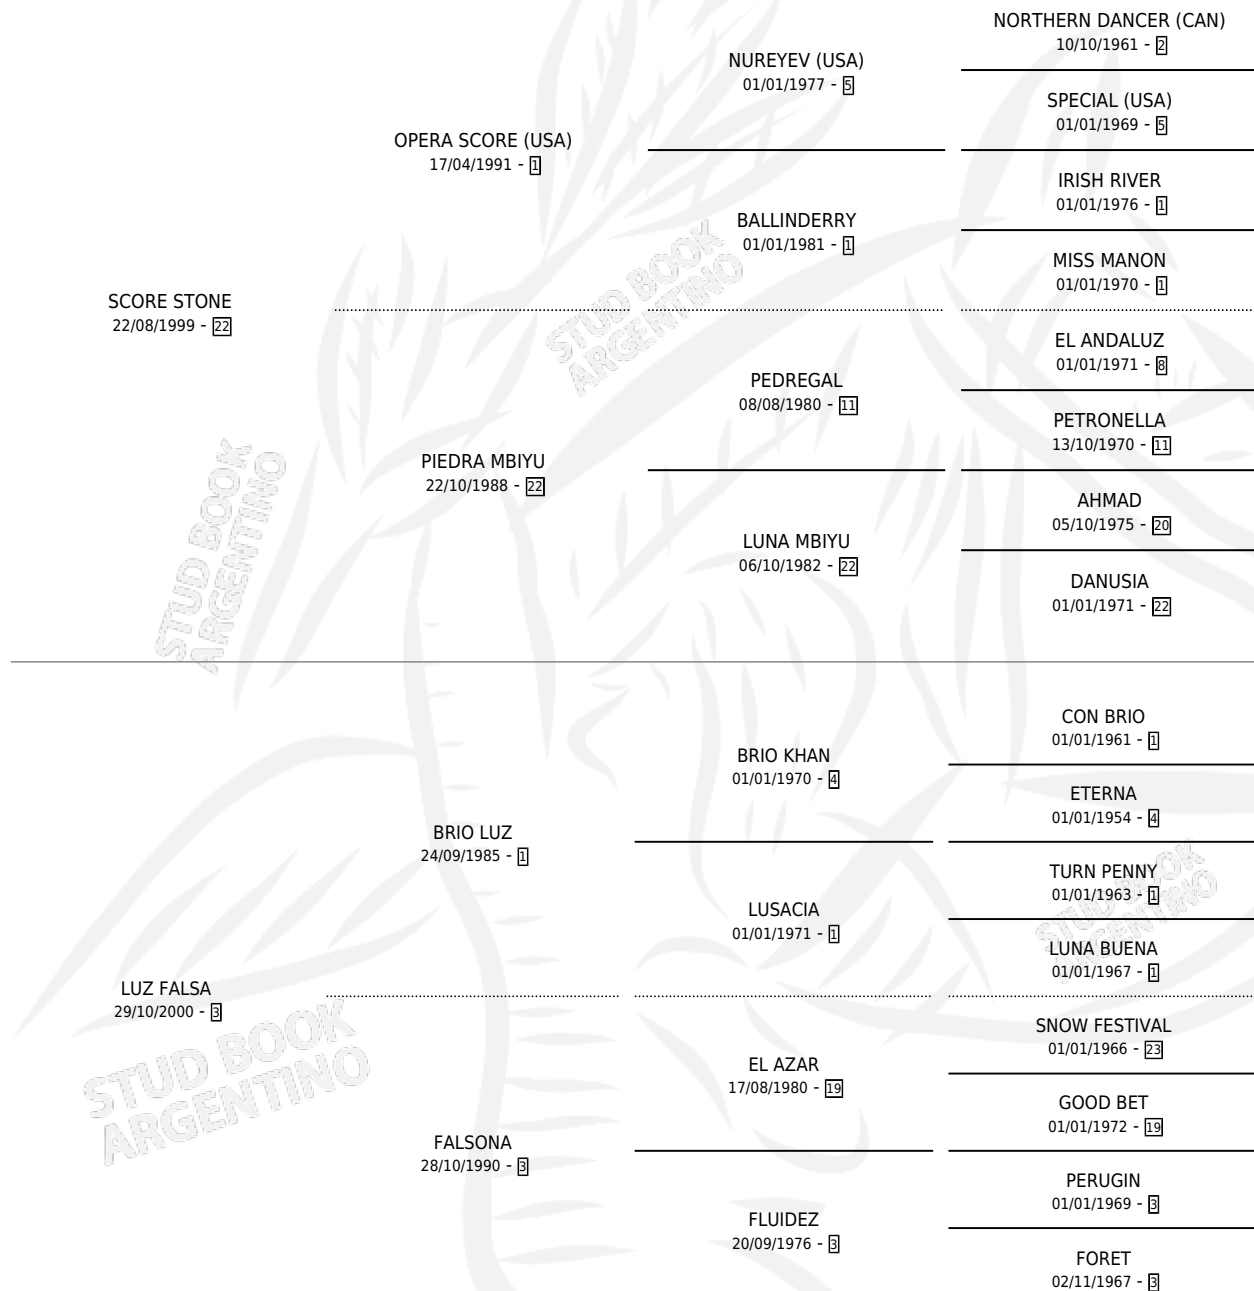 NORTHERN DANCER (CAN)
10/10/1961 - 2
NUREYEV (USA)
01/01/1977 - 5
SPECIAL (USA)
01/01/1969 - 5
OPERA SCORE (USA)
17/04/1991 - 1
IRISH RIVER
01/01/1976 - 1
BALLINDERRY
01/01/1981 - 1
MISS MANON
01/01/1970 - 1
SCORE STONE
22/08/1999 - 22
STUD BOOK
ARGENTINO
EL ANDALUZ
01/01/1971 - 8
PEDREGAL
08/08/1980 - 11
PETRONELLA
13/10/1970 - 11
PIEDRA MBIYU
22/10/1988 - 22
AHMAD
05/10/1975 - 20
LUNA MBIYU
06/10/1982 - 22
DANUSIA
01/01/1971 - 22
STUD BOOK
ARGENTINO
CON BRIO
01/01/1961 - 1
BRIO KHAN
01/01/1970 - 4
ETERNA
01/01/1954 - 4
BRIO LUZ
24/09/1985 - 1
TURN PENNY
01/01/1963 - 1
LUSACIA
01/01/1971 - 1
STUD BOOK
ARGENTINO
LUNA BUENA
01/01/1967 - 1
LUZ FALSA
29/10/2000 - 3
SNOW FESTIVAL
01/01/1966 - 23
EL AZAR
17/08/1980 - 19
GOOD BET
01/01/1972 - 19
STUD BOOK
ARGENTINO
FALSONA
28/10/1990 - 3
PERUGIN
01/01/1969 - 3
FLUIDEZ
20/09/1976 - 3
FORET
02/11/1967 - 3